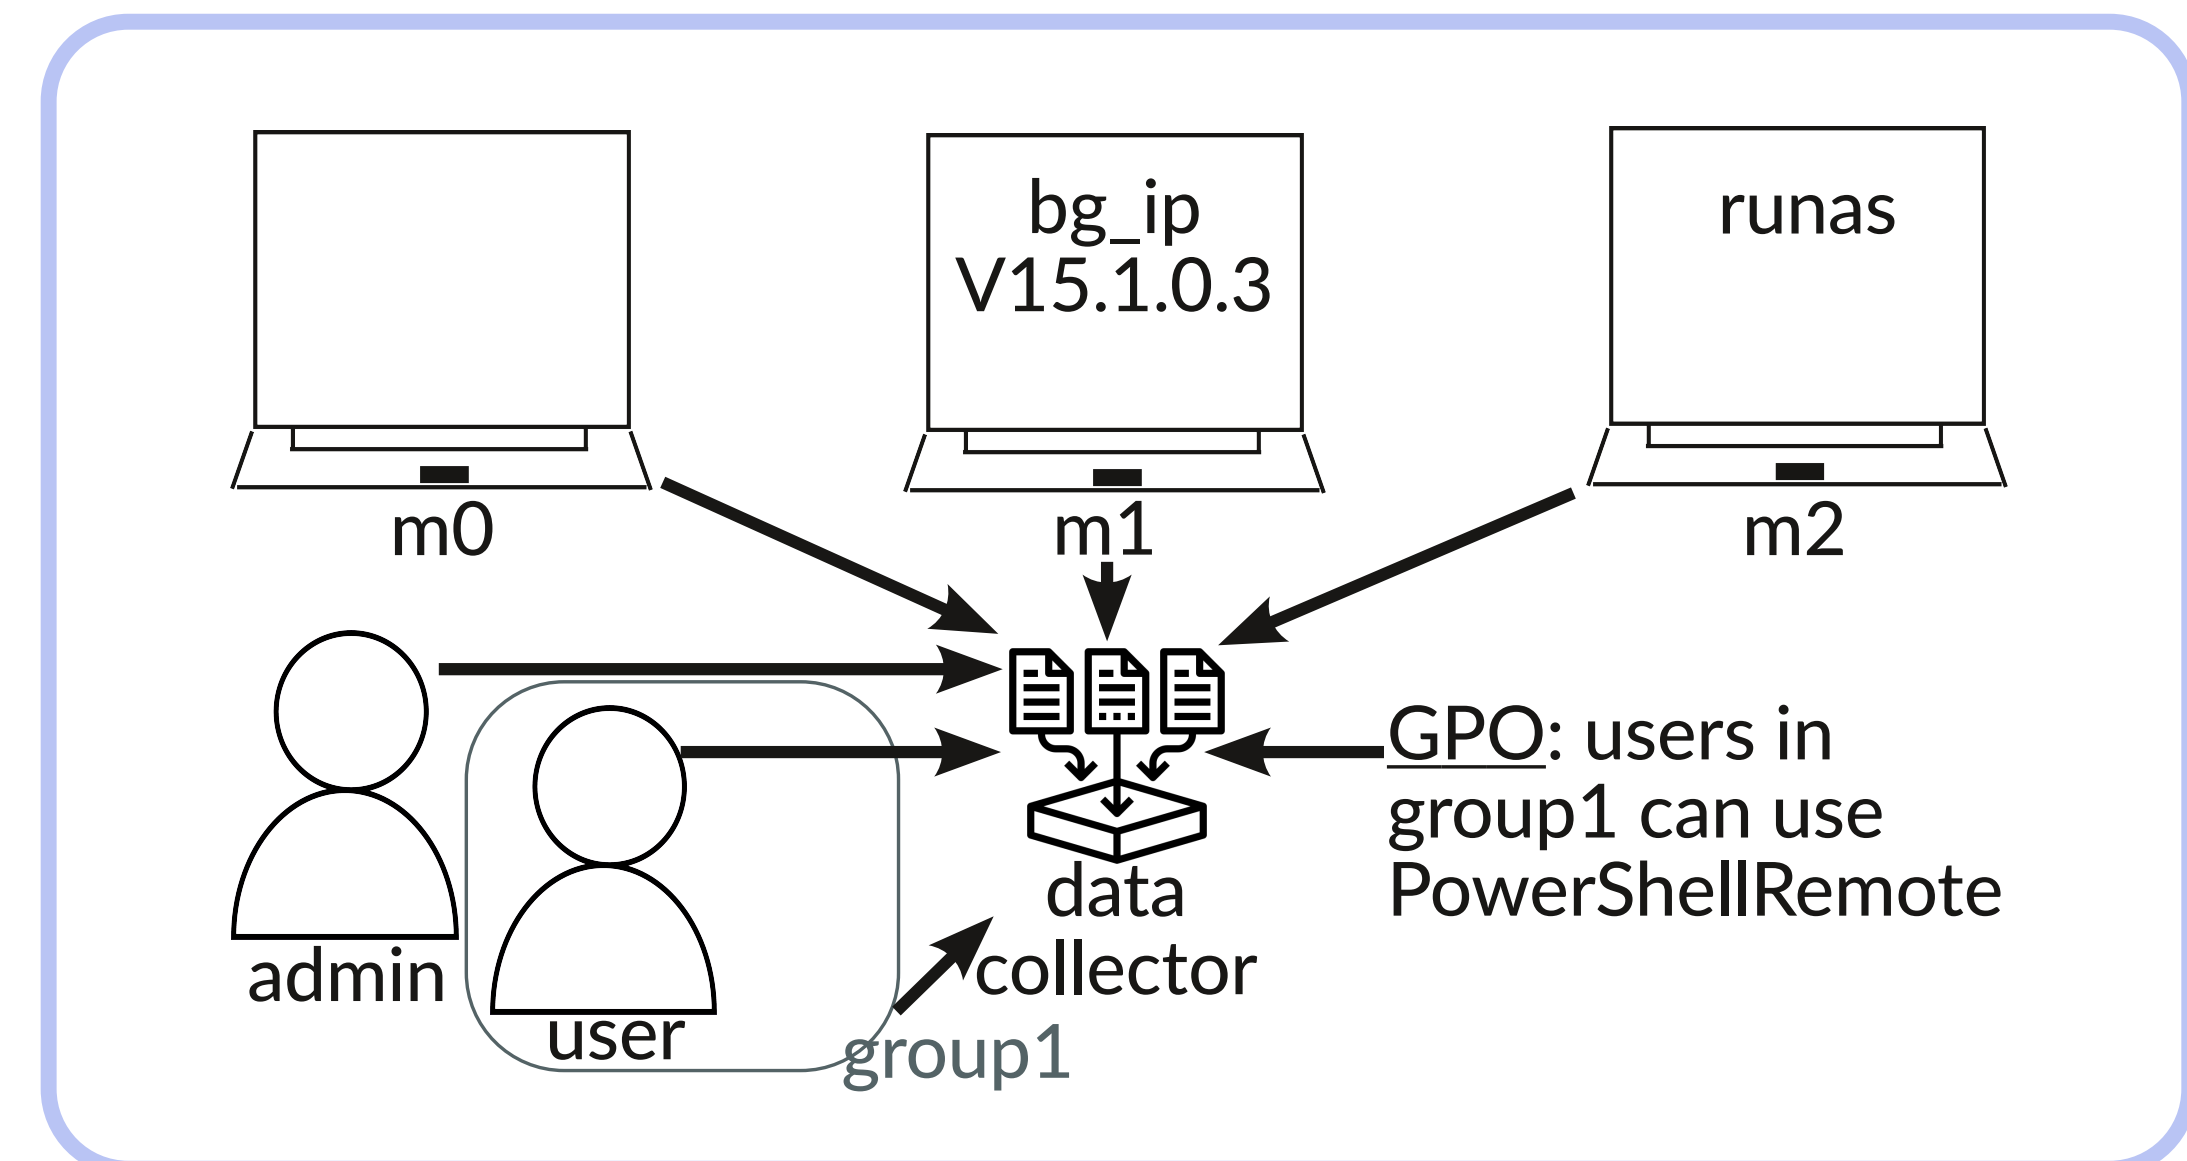 bg_ip
V15.1.0.3
runas
m0
m1
m2
GPO: users in
group1 can use
PowerShellRemote
data
collector
admin
user
group1